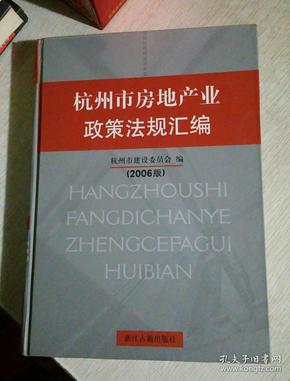 杭州市房地产业
政策法规汇编
杭州市建设委员会 编
(2006版)
HANGZHOUSHI
FANGDICHANYE
ZHENGCEFAGUI
HUIBIAN
浙江古籍出版社
孔夫子旧书网